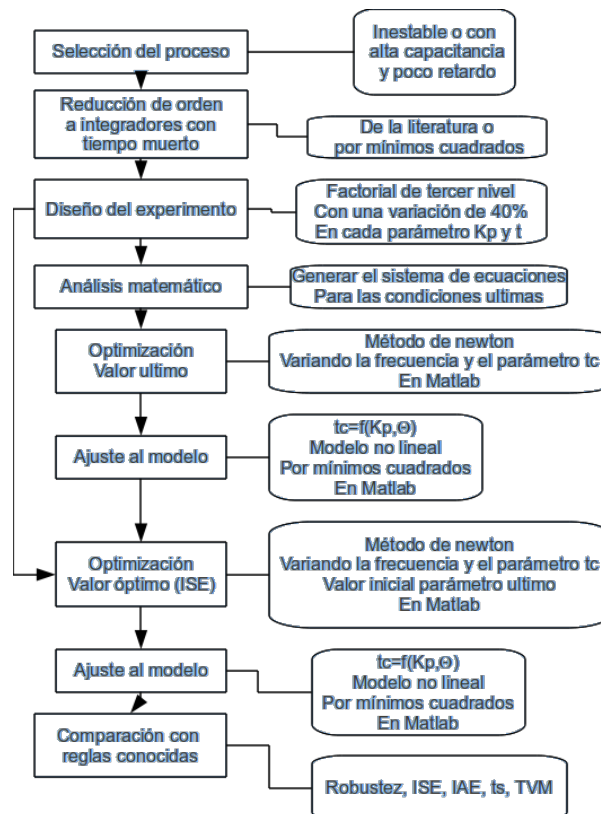 Selección del proceso
Inestable o con
alta capacitancia
y poco retardo
Reducción de orden
a integradores con
tiempo muerto
De la literatura o
por mínimos cuadrados
Diseño del experimento
Factorial de tercer nivel
Con una variación de 40%
En cada parámetro Kp y t
Análisis matemático
Generar el sistema de ecuaciones
Para las condiciones ultimas
Optimización
Valor ultimo
Método de newton
Variando la frecuencia y el parámetro tc
En Matlab
Ajuste al modelo
tc=f(Kp,Θ)
Modelo no lineal
Por mínimos cuadrados
En Matlab
Optimización
Valor óptimo (ISE)
Método de newton
Variando la frecuencia y el parámetro tc
Valor inicial parámetro ultimo
En Matlab
Ajuste al modelo
tc=f(Kp,Θ)
Modelo no lineal
Por mínimos cuadrados
En Matlab
Comparación con
reglas conocidas
Robustez, ISE, IAE, ts, TVM